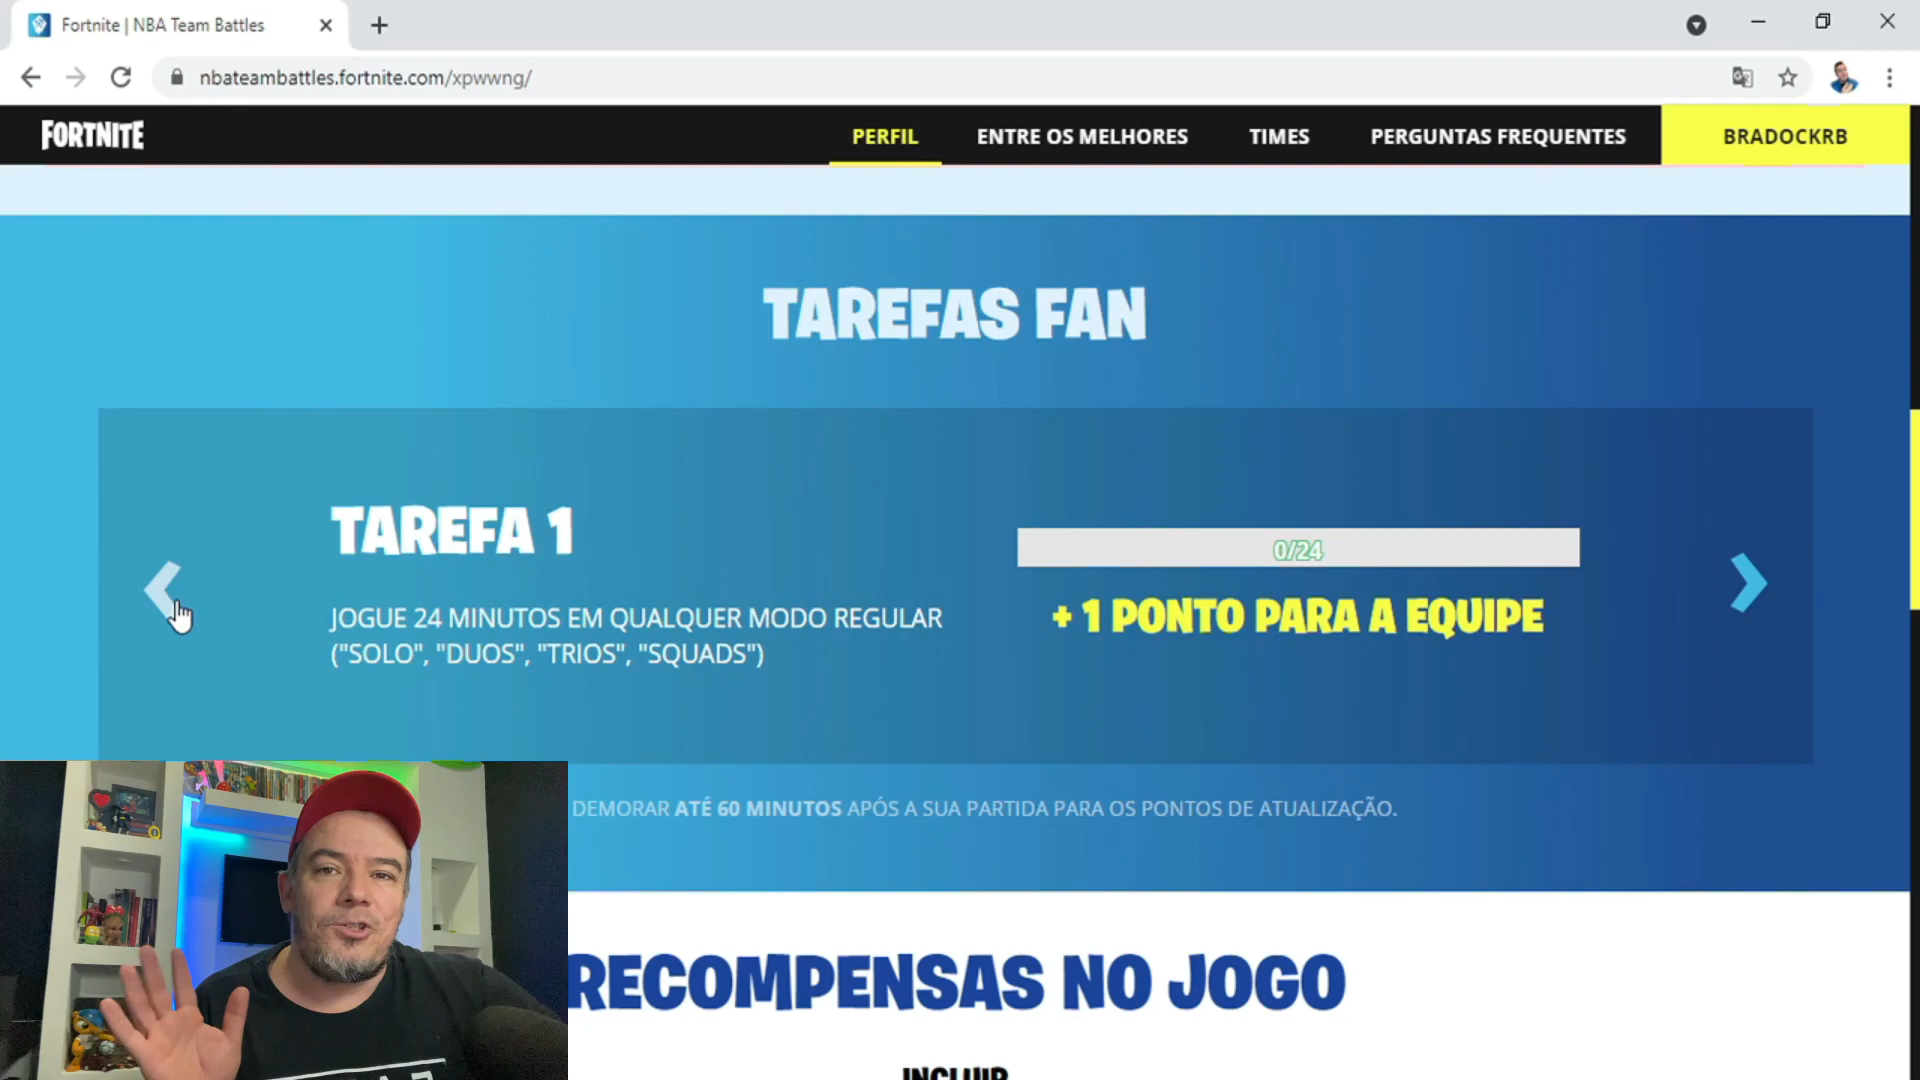 Fortnite | NBA Team Battles
nbateambattles.fortnite.com/xpwwng/
FORTNITE
PERFIL
ENTRE OS MELHORES
TIMES
PERGUNTAS FREQUENTES
BRADOCKRB
TAREFAS FAN
TAREFA 1
JOGUE 24 MINUTOS EM QUALQUER MODO REGULAR
("SOLO", "DUOS", "TRIOS", "SQUADS")
0/24
+ 1 PONTO PARA A EQUIPE
DEMORAR ATÉ 60 MINUTOS APÓS A SUA PARTIDA PARA OS PONTOS DE ATUALIZAÇÃO.
RECOMPENSAS NO JOGO
INCLUIR